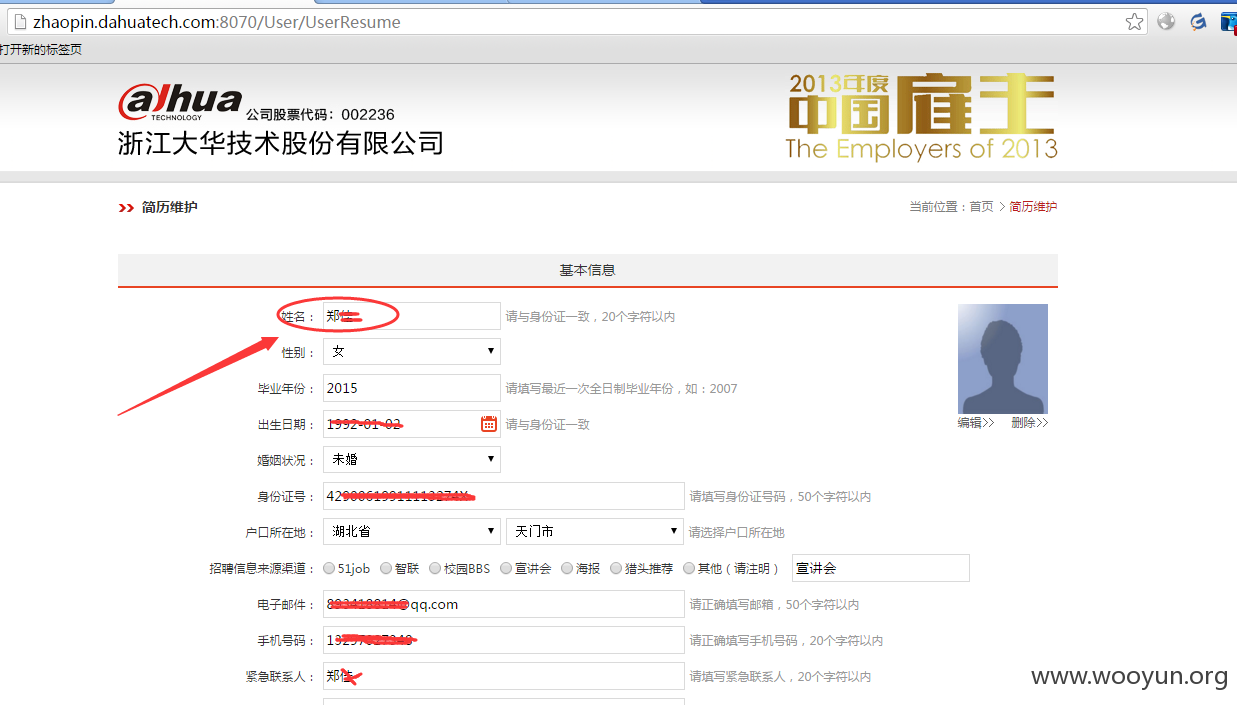 zhaopin.dahuatech.com:8070/User/UserResume
打开新的标签页
alhua
TECHNOLOGY
公司股票代码：002236
浙江大华技术股份有限公司
2013年度
中国雇主
The Employers of 2013
简历维护
当前位置：首页 > 简历维护
基本信息
姓名： 郑 请与身份证一致，20个字符以内
性别： 女
毕业年份： 2015 请填写最近一次全日制毕业年份，如：2007
出生日期： 请与身份证一致
编辑>> 删除>>
婚姻状况： 未婚
身份证号： 请填写身份证号码，50个字符以内
户口所在地： 湖北省 天门市 请选择户口所在地
招聘信息来源渠道： 51job 智联 校园BBS 宣讲会 海报 猎头推荐 其他（请注明） 宣讲会
电子邮件： @qq.com 请正确填写邮箱，50个字符以内
手机号码： 请正确填写手机号码，20个字符以内
紧急联系人： 郑 请填写紧急联系人，20个字符以内
www.wooyun.org